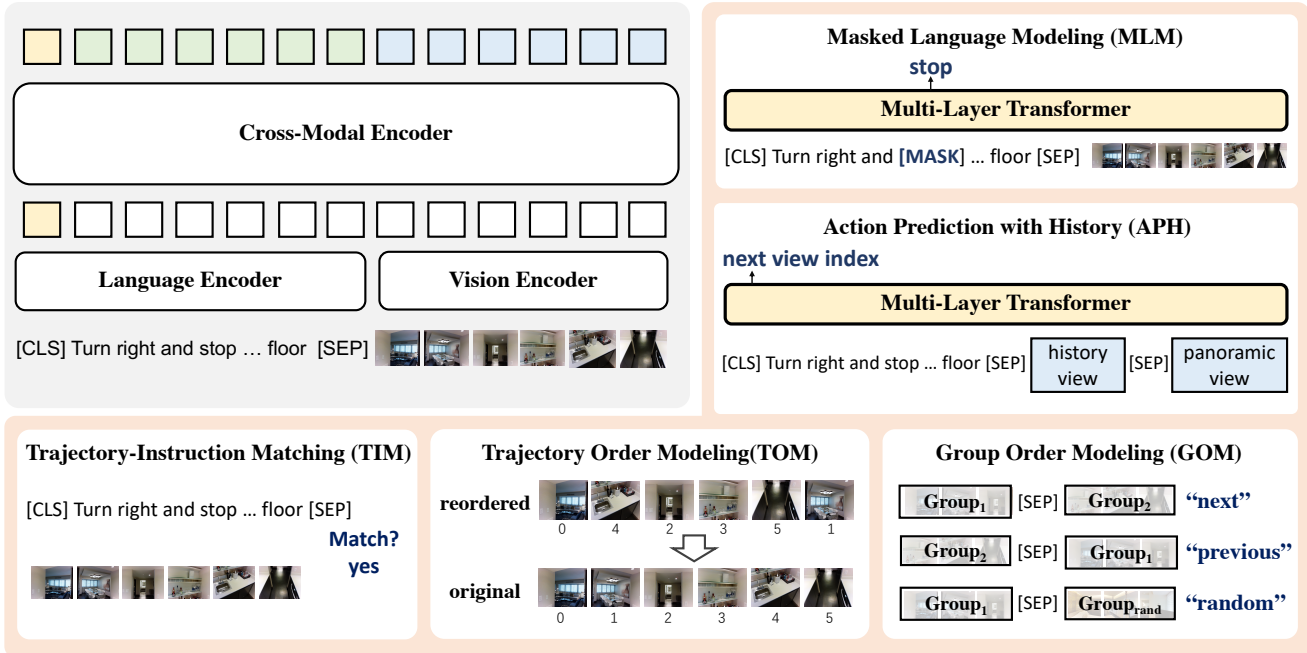 Cross-Modal Encoder
Language Encoder
Vision Encoder
[CLS] Turn right and stop … floor [SEP]
Masked Language Modeling (MLM)
stop
Multi-Layer Transformer
[CLS] Turn right and [MASK] … floor [SEP]
Action Prediction with History (APH)
next view index
Multi-Layer Transformer
[CLS] Turn right and stop … floor [SEP]
history
view
[SEP]
panoramic
view
Trajectory-Instruction Matching (TIM)
[CLS] Turn right and stop … floor [SEP]
Match?
yes
Trajectory Order Modeling(TOM)
reordered
0 4 2 3 5 1
original
0 1 2 3 4 5
Group Order Modeling (GOM)
Group1 [SEP] Group2 “next”
Group2 [SEP] Group1 “previous”
Group1 [SEP] Grouprand “random”